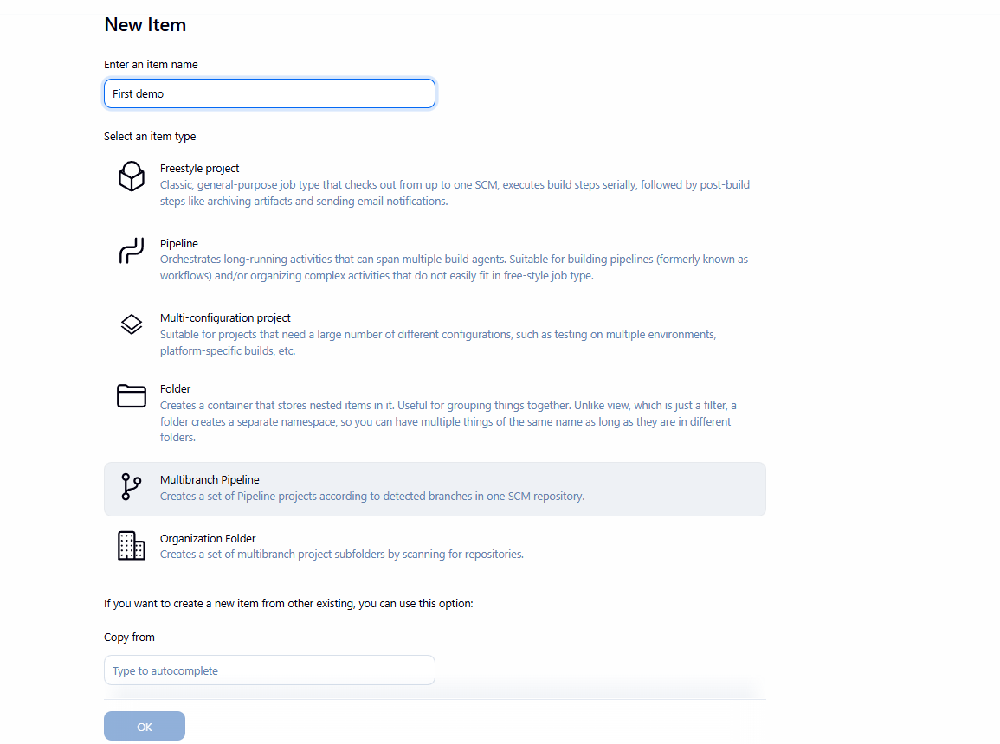 New Item
Enter an item name
First demo
Select an item type
Freestyle project
Classic, general-purpose job type that checks out from up to one SCM, executes build steps serially, followed by post-build
steps like archiving artifacts and sending email notifications.
Pipeline
Orchestrates long-running activities that can span multiple build agents. Suitable for building pipelines (formerly known as
workflows) and/or organizing complex activities that do not easily fit in free-style job type.
Multi-configuration project
Suitable for projects that need a large number of different configurations, such as testing on multiple environments,
platform-specific builds, etc.
Folder
Creates a container that stores nested items in it. Useful for grouping things together. Unlike view, which is just a filter, a
folder creates a separate namespace, so you can have multiple things of the same name as long as they are in different
folders.
Multibranch Pipeline
Creates a set of Pipeline projects according to detected branches in one SCM repository.
Organization Folder
Creates a set of multibranch project subfolders by scanning for repositories.
If you want to create a new item from other existing, you can use this option:
Copy from
Type to autocomplete
OK